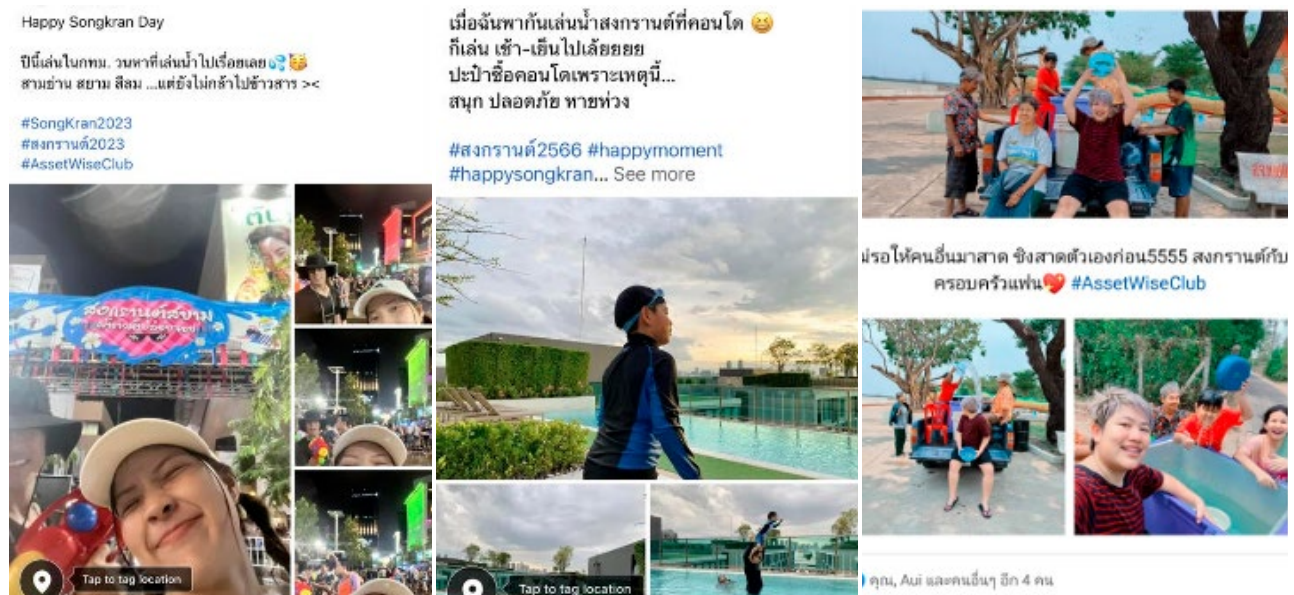 Happy Songkran Day
ปีนี้เล่นในกทม. วนหาที่เล่นน้ำไปเรื่อยเลย💦🥳
สามย่าน สยาม สีลม ...แต่ยังไม่กล้าไปข้าวสาร ><
#SongKran2023
#สงกรานต์2023
#AssetWiseClub
สงกรานต์สยาม
Tap to tag location
เมื่อฉันพากันเล่นน้ำสงกรานต์ที่คอนโด 😆
ก็เล่น เช้า-เย็นไปเล้ยยยย
ปะป๋าซื้อคอนโดเพราะเหตุนี้...
สนุก ปลอดภัย หายห่วง
#สงกรานต์2566 #happymoment
#happysongkran... See more
Tap to tag location
ม่รอให้คนอื่นมาสาด ชิงสาดตัวเองก่อน5555 สงกรานต์กับ
ครอบครัวแฟน💖 #AssetWiseClub
คุณ, Aui และคนอื่นๆ อีก 4 คน